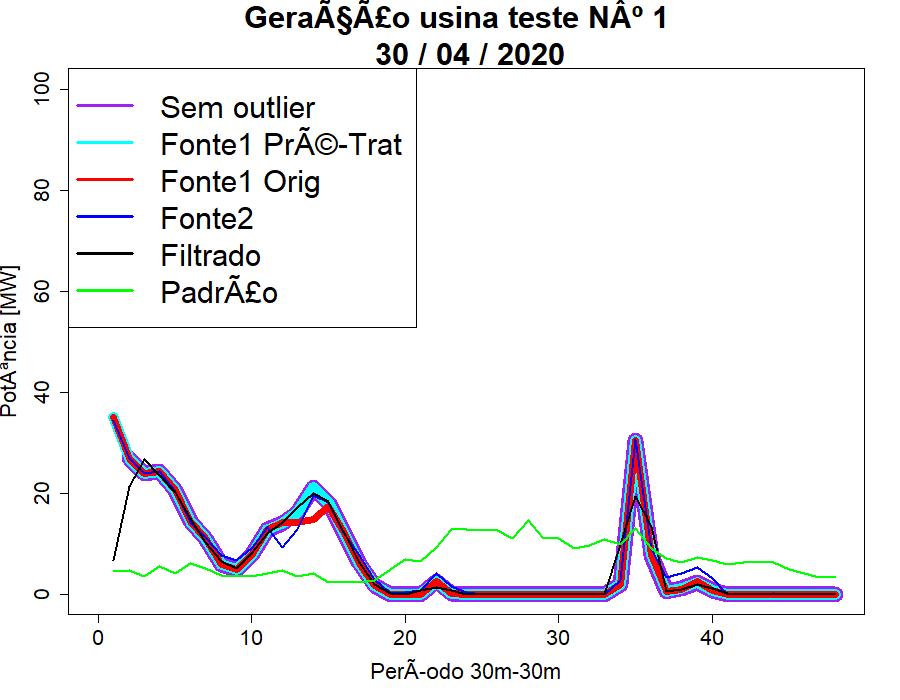 GeraÃ§Ã£o usina teste NÂº 1
30 / 04 / 2020
Sem outlier
Fonte1 PrÃ©-Trat
Fonte1 Orig
Fonte2
Filtrado
PadrÃ£o
PotÃªncia [MW]
100
80
60
40
20
0
0 10 20 30 40
PerÃ-odo 30m-30m